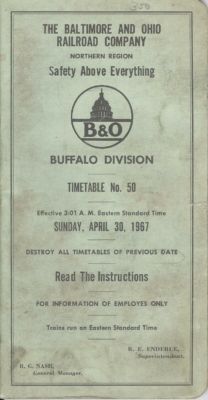 350
THE BALTIMORE AND OHIO
RAILROAD COMPANY
NORTHERN REGION
Safety Above Everything
B&O
BUFFALO DIVISION
TIMETABLE No. 50
Effective 3:01 A. M. Eastern Standard Time
SUNDAY, APRIL 30, 1967
DESTROY ALL TIMETABLES OF PREVIOUS DATE
Read The Instructions
FOR INFORMATION OF EMPLOYES ONLY
Trains run on Eastern Standard Time
R. E. ENDERLE,
Superintendent.
R. G. NASH,
General Manager.